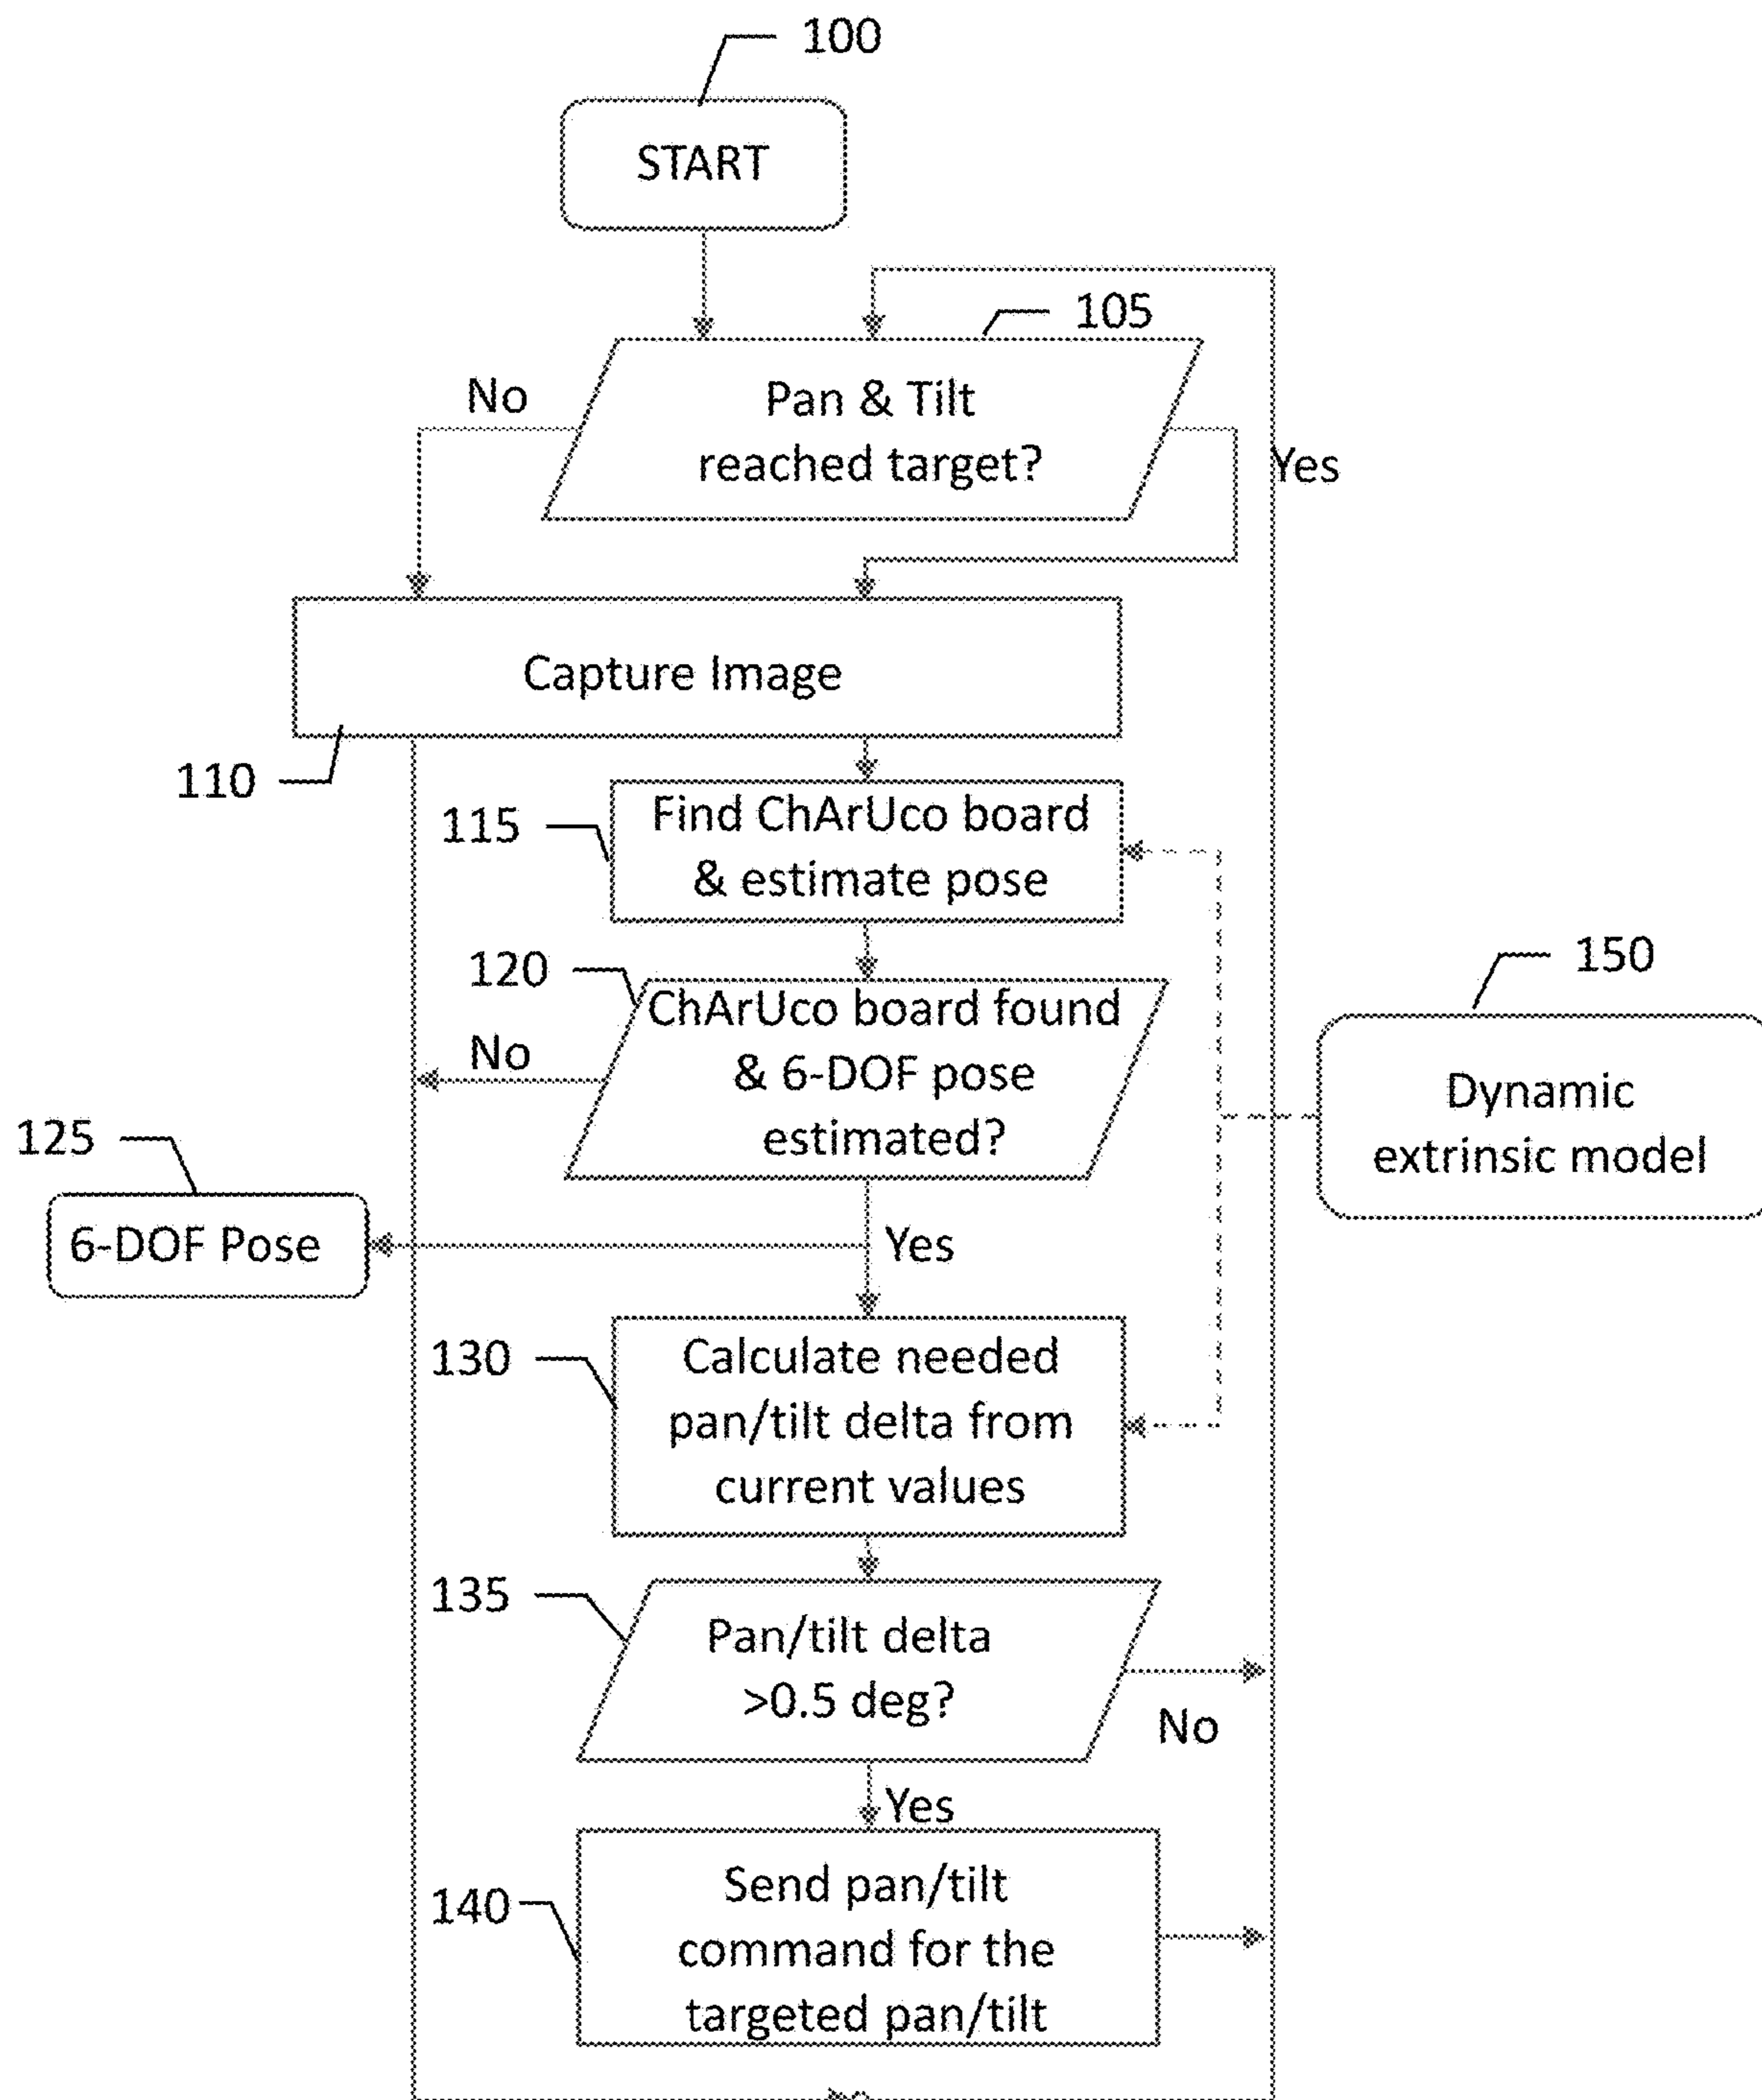 100
START
105
No
Pan & Tilt
reached target?
Yes
Capture Image
110
115
Find ChArUco board
& estimate pose
120
ChArUco board found
& 6-DOF pose
estimated?
No
150
Dynamic
extrinsic model
125
6-DOF Pose
Yes
130
Calculate needed
pan/tilt delta from
current values
135
Pan/tilt delta
>0.5 deg?
No
Yes
140
Send pan/tilt
command for the
targeted pan/tilt